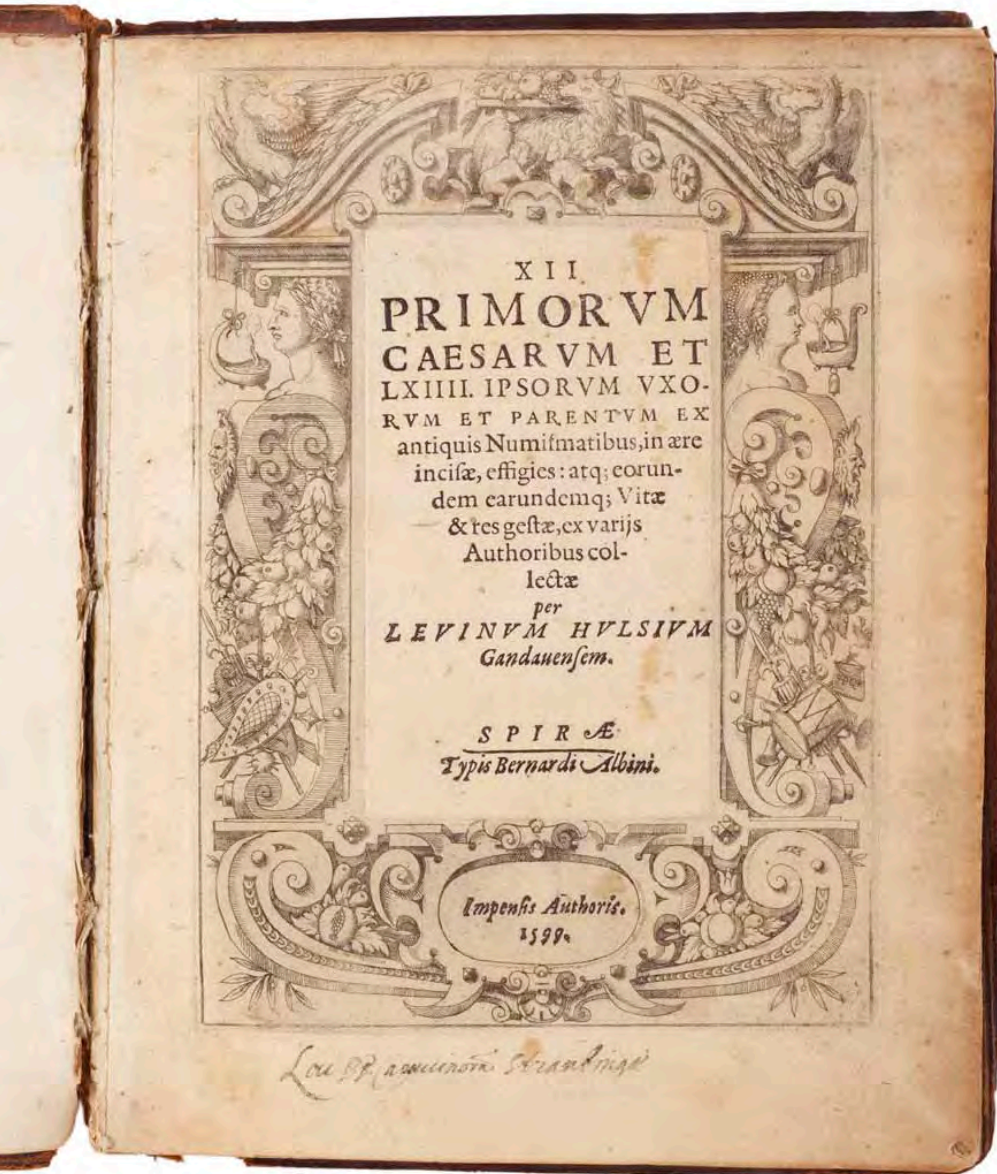 XII
PRIMORVM
CAESARVM ET
LXIIII. IPSORVM VXO-
RVM ET PARENTVM EX
antiquis Numiſmatibus, in ære
inciſæ, effigies: atq; eorun-
dem earundemq; Vitæ
& res geſtæ, ex varijs
Authoribus col-
lectæ
per
LEVINVM HVLSIVM
Gandauenſem.
SPIRÆ
Typis Bernardi Albini.
Impenſis Authoris.
1599.